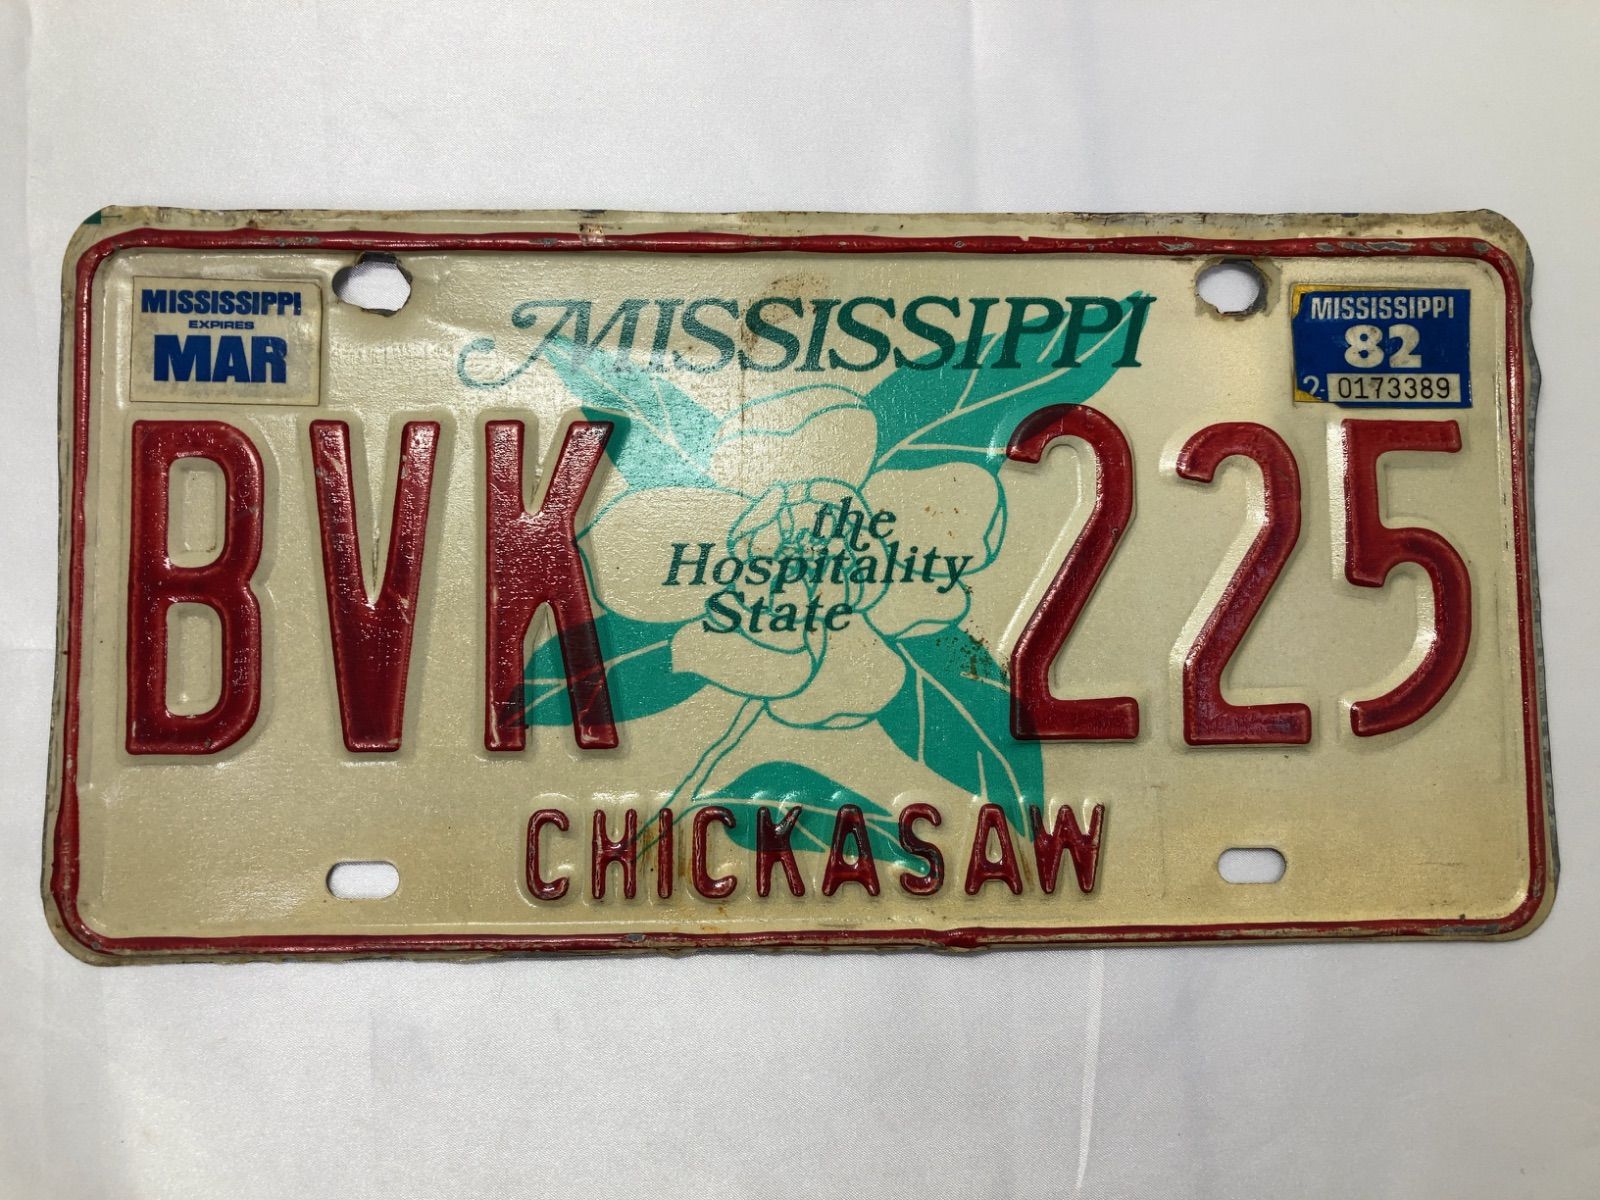 MISSISSIPPI
EXPIRES
MAR
MISSISSIPPI
MISSISSIPPI
82
2- 0173389
BVK 225
the
Hospitality
State
CHICKASAW